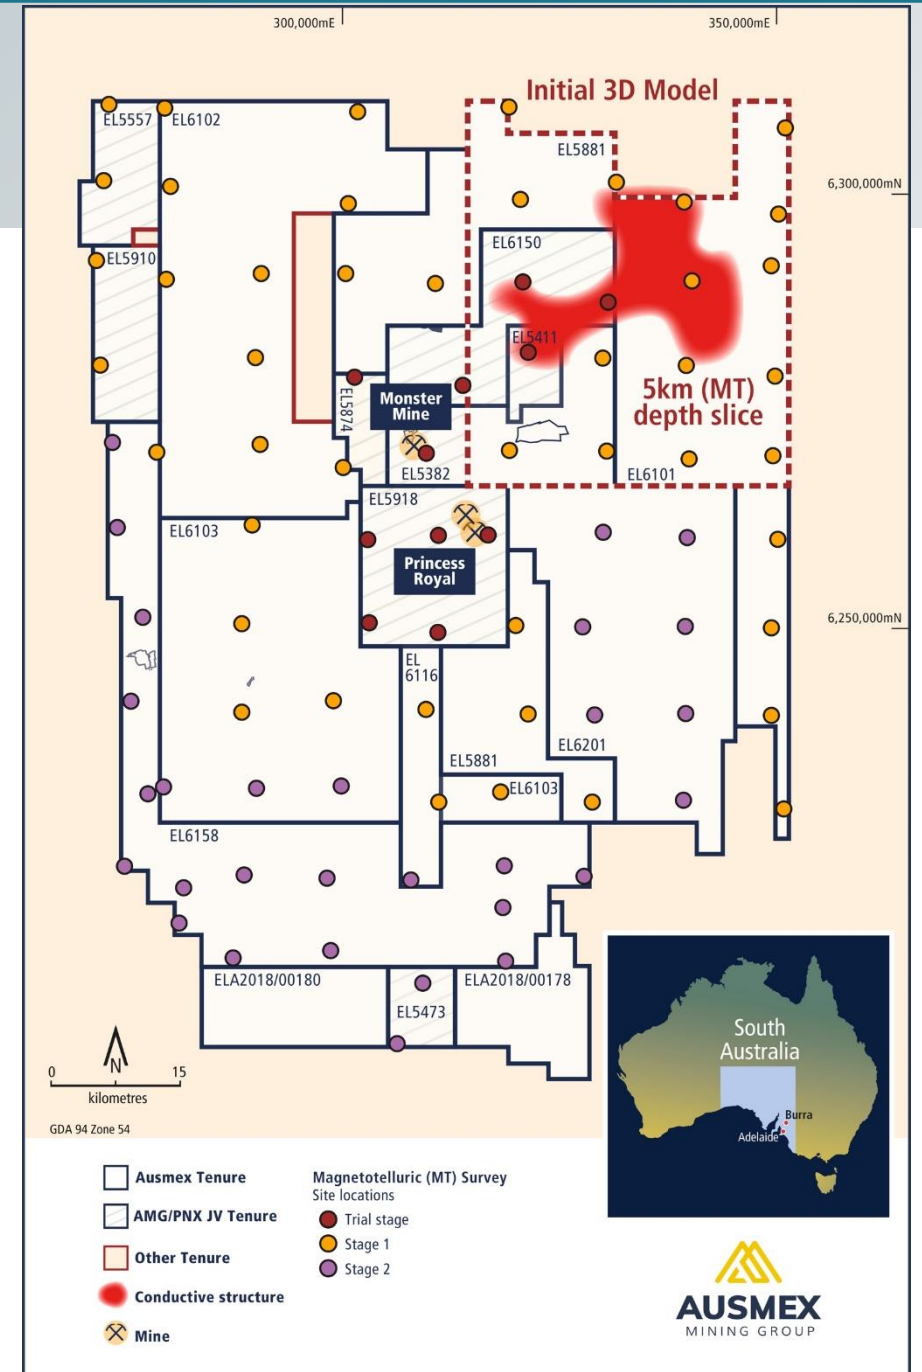 300,000mE
350,000mE
Initial 3D Model
EL5557
EL6102
EL5881
6,300,000mN
EL6150
EL5910
EL5411
5km (MT)
depth slice
EL5874
Monster
Mine
EL5382
EL6101
EL5918
EL6103
Princess
Royal
6,250,000mN
EL
6116
EL6201
EL5881
EL6103
EL6158
ELA2018/00180
EL5473
ELA2018/00178
N
0
15
kilometres
GDA 94 Zone 54
South
Australia
Burra
Adelaide
Ausmex Tenure
AMG/PNX JV Tenure
Other Tenure
Conductive structure
Mine
Magnetotelluric (MT) Survey
Site locations
Trial stage
Stage 1
Stage 2
AUSMEX
MINING GROUP